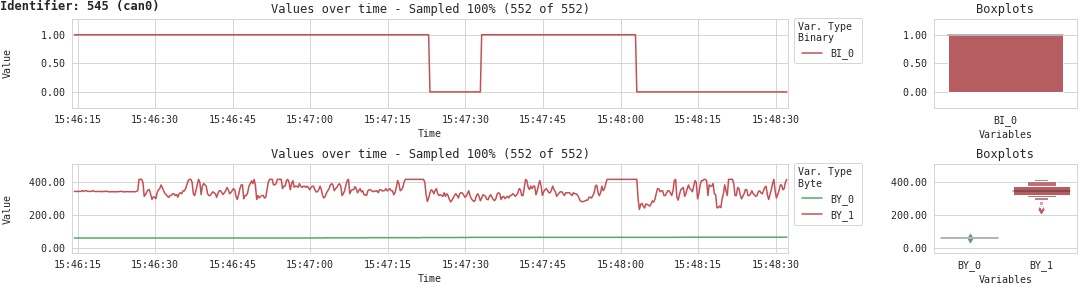 Identifier: 545 (can0)
Values over time - Sampled 100% (552 of 552)
Boxplots
Value
1.00
0.50
0.00
15:46:15 15:46:30 15:46:45 15:47:00 15:47:15 15:47:30 15:47:45 15:48:00 15:48:15 15:48:30
Time
Var. Type
Binary
BI_0
1.00
0.50
0.00
BI_0
Variables
Values over time - Sampled 100% (552 of 552)
Boxplots
Value
400.00
200.00
0.00
15:46:15 15:46:30 15:46:45 15:47:00 15:47:15 15:47:30 15:47:45 15:48:00 15:48:15 15:48:30
Time
Var. Type
Byte
BY_0
BY_1
400.00
200.00
0.00
BY_0 BY_1
Variables